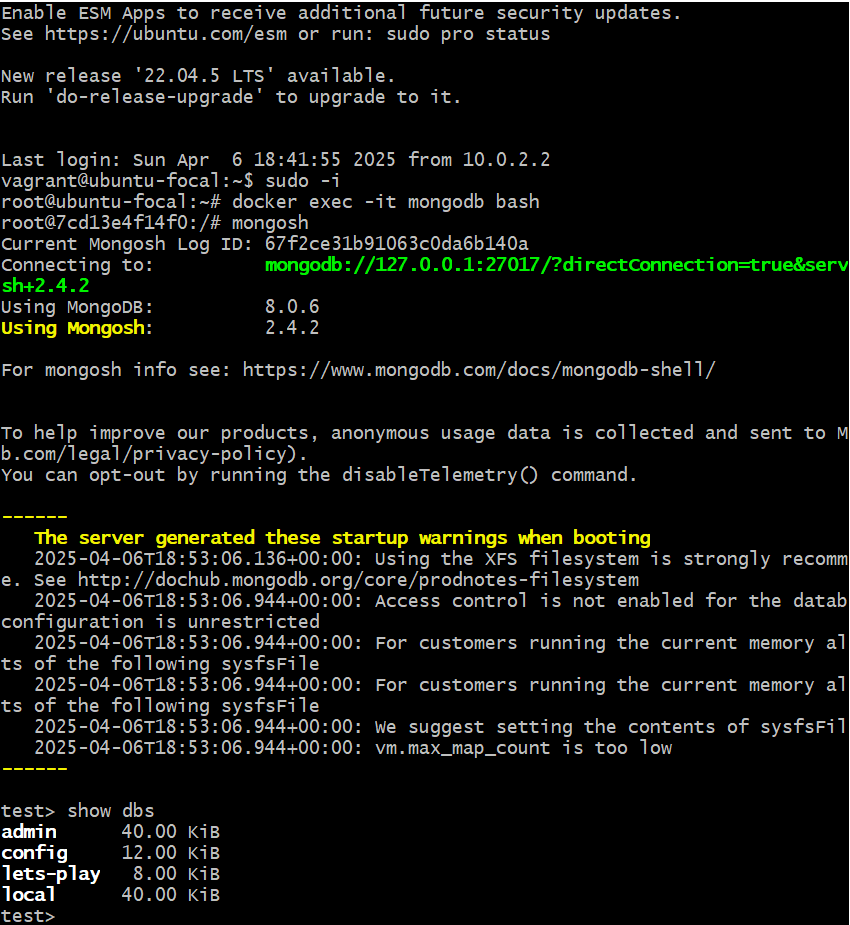 Enable ESM Apps to receive additional future security updates.
See https://ubuntu.com/esm or run: sudo pro status
New release '22.04.5 LTS' available.
Run 'do-release-upgrade' to upgrade to it.
Last login: Sun Apr  6 18:41:55 2025 from 10.0.2.2
vagrant@ubuntu-focal:~$ sudo -i
root@ubuntu-focal:~# docker exec -it mongodb bash
root@7cd13e4f14f0:/# mongosh
Current Mongosh Log ID: 67f2ce31b91063c0da6b140a
Connecting to:          mongodb://127.0.0.1:27017/?directConnection=true&serv
sh+2.4.2
Using MongoDB:          8.0.6
Using Mongosh:          2.4.2
For mongosh info see: https://www.mongodb.com/docs/mongodb-shell/
To help improve our products, anonymous usage data is collected and sent to M
b.com/legal/privacy-policy).
You can opt-out by running the disableTelemetry() command.
------
   The server generated these startup warnings when booting
   2025-04-06T18:53:06.136+00:00: Using the XFS filesystem is strongly recomm
e. See http://dochub.mongodb.org/core/prodnotes-filesystem
   2025-04-06T18:53:06.944+00:00: Access control is not enabled for the datab
configuration is unrestricted
   2025-04-06T18:53:06.944+00:00: For customers running the current memory al
ts of the following sysfsFile
   2025-04-06T18:53:06.944+00:00: For customers running the current memory al
ts of the following sysfsFile
   2025-04-06T18:53:06.944+00:00: We suggest setting the contents of sysfsFil
   2025-04-06T18:53:06.944+00:00: vm.max_map_count is too low
------
test> show dbs
admin      40.00 KiB
config     12.00 KiB
lets-play   8.00 KiB
local      40.00 KiB
test>